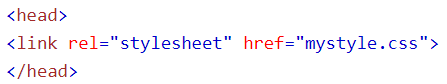 <head>
<link rel="stylesheet" href="mystyle.css">
</head>